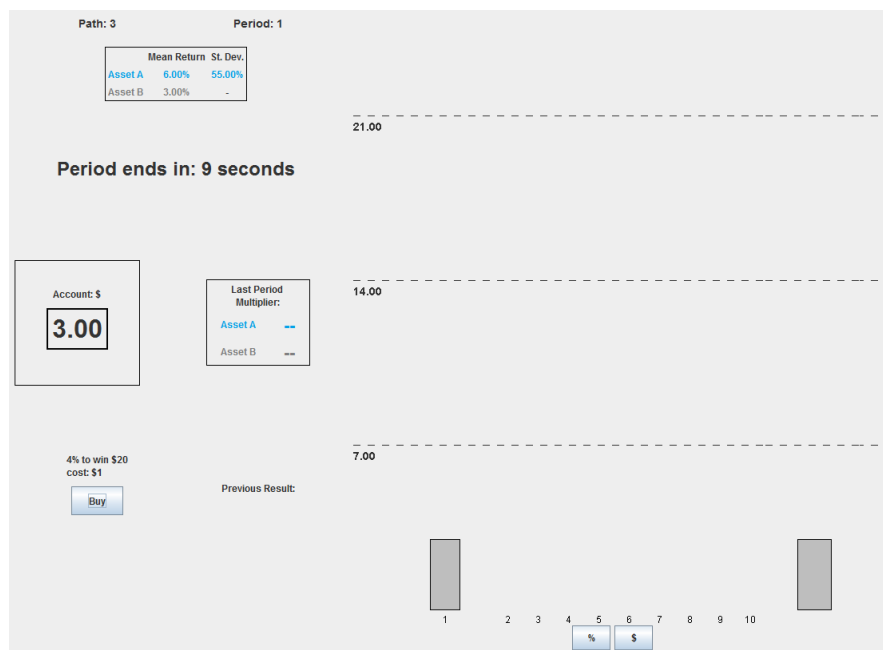 Path: 3 Period: 1
Mean Return St. Dev.
Asset A 6.00% 55.00%
Asset B 3.00% -
21.00
Period ends in: 9 seconds
Account: $
3.00
Last Period
Multiplier:
Asset A --
Asset B --
14.00
7.00
4% to win $20
cost: $1
Buy
Previous Result:
1 2 3 4 5 6 7 8 9 10
% $